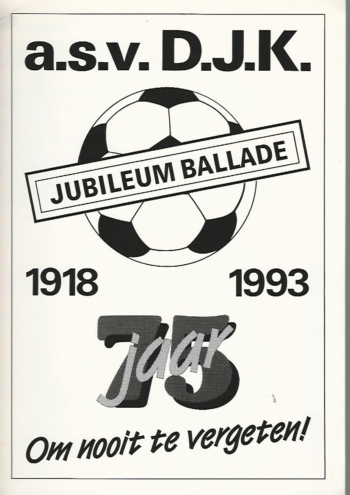 a.s.v. D.J.K.
JUBILEUM BALLADE
1918 1993
75 jaar
Om nooit te vergeten!